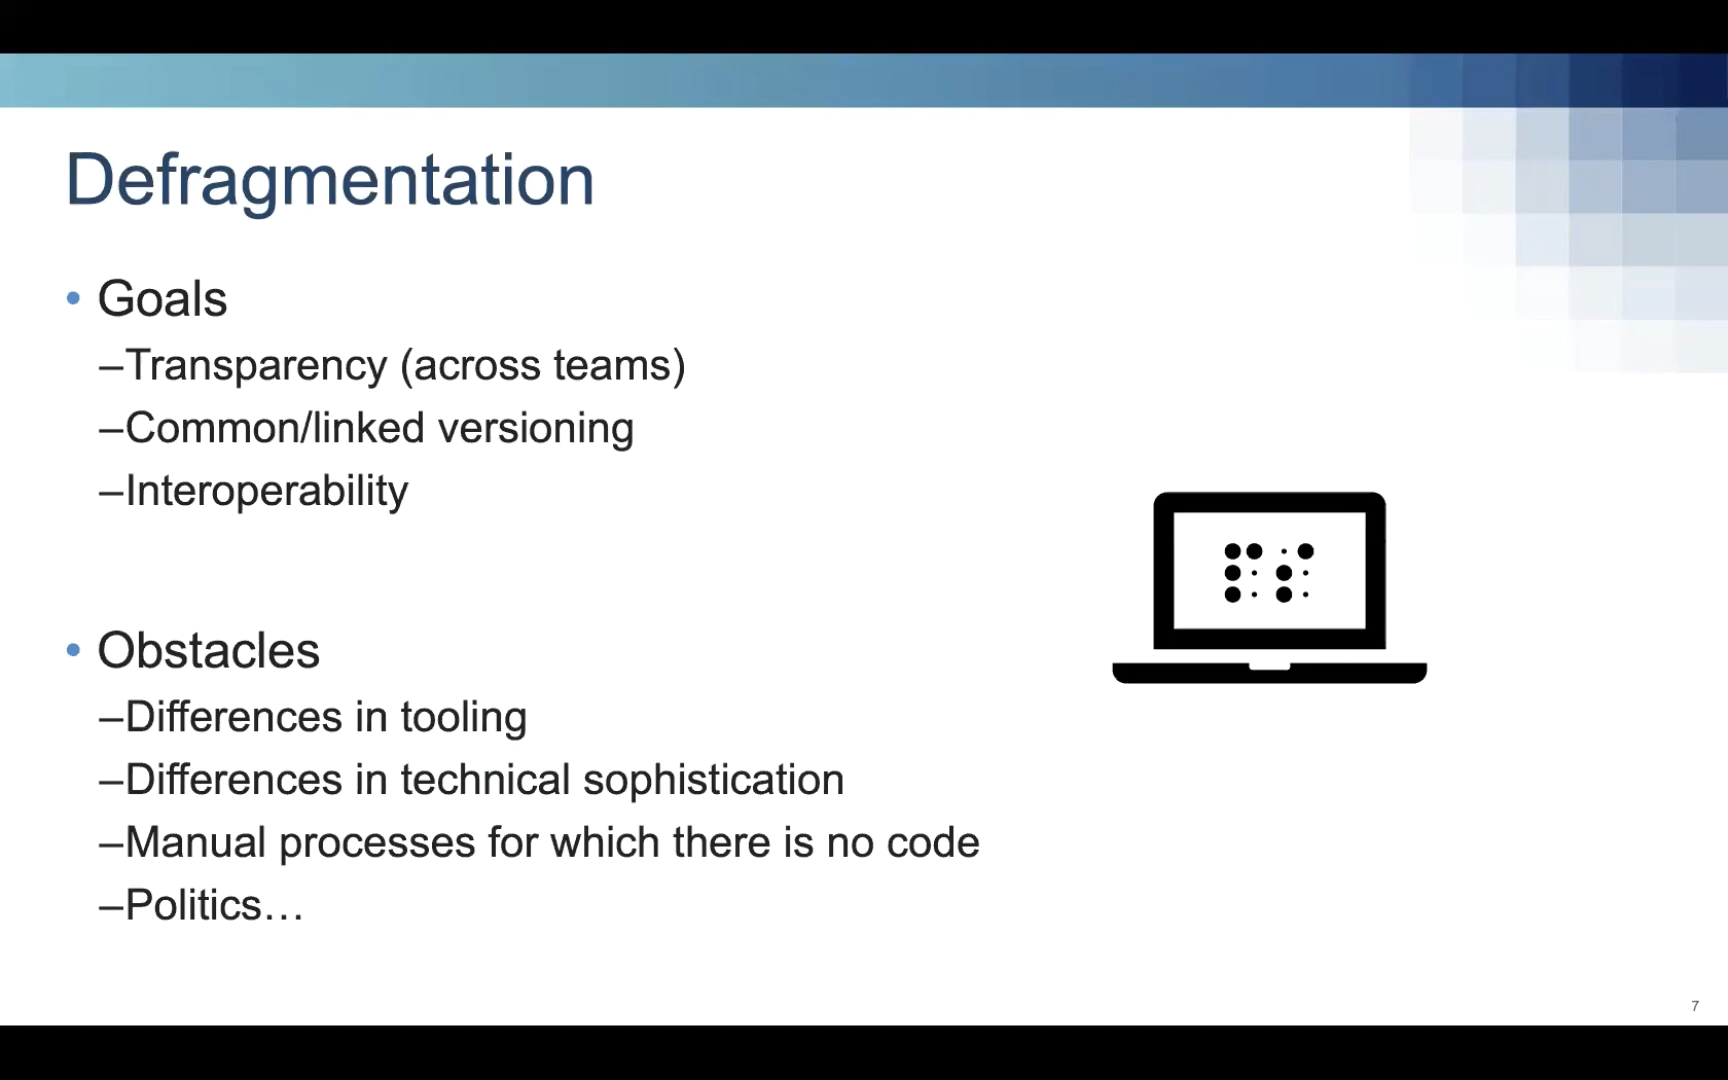 Defragmentation
• Goals
–Transparency (across teams)
–Common/linked versioning
–Interoperability
• Obstacles
–Differences in tooling
–Differences in technical sophistication
–Manual processes for which there is no code
–Politics…
⠏⠆⠈
7